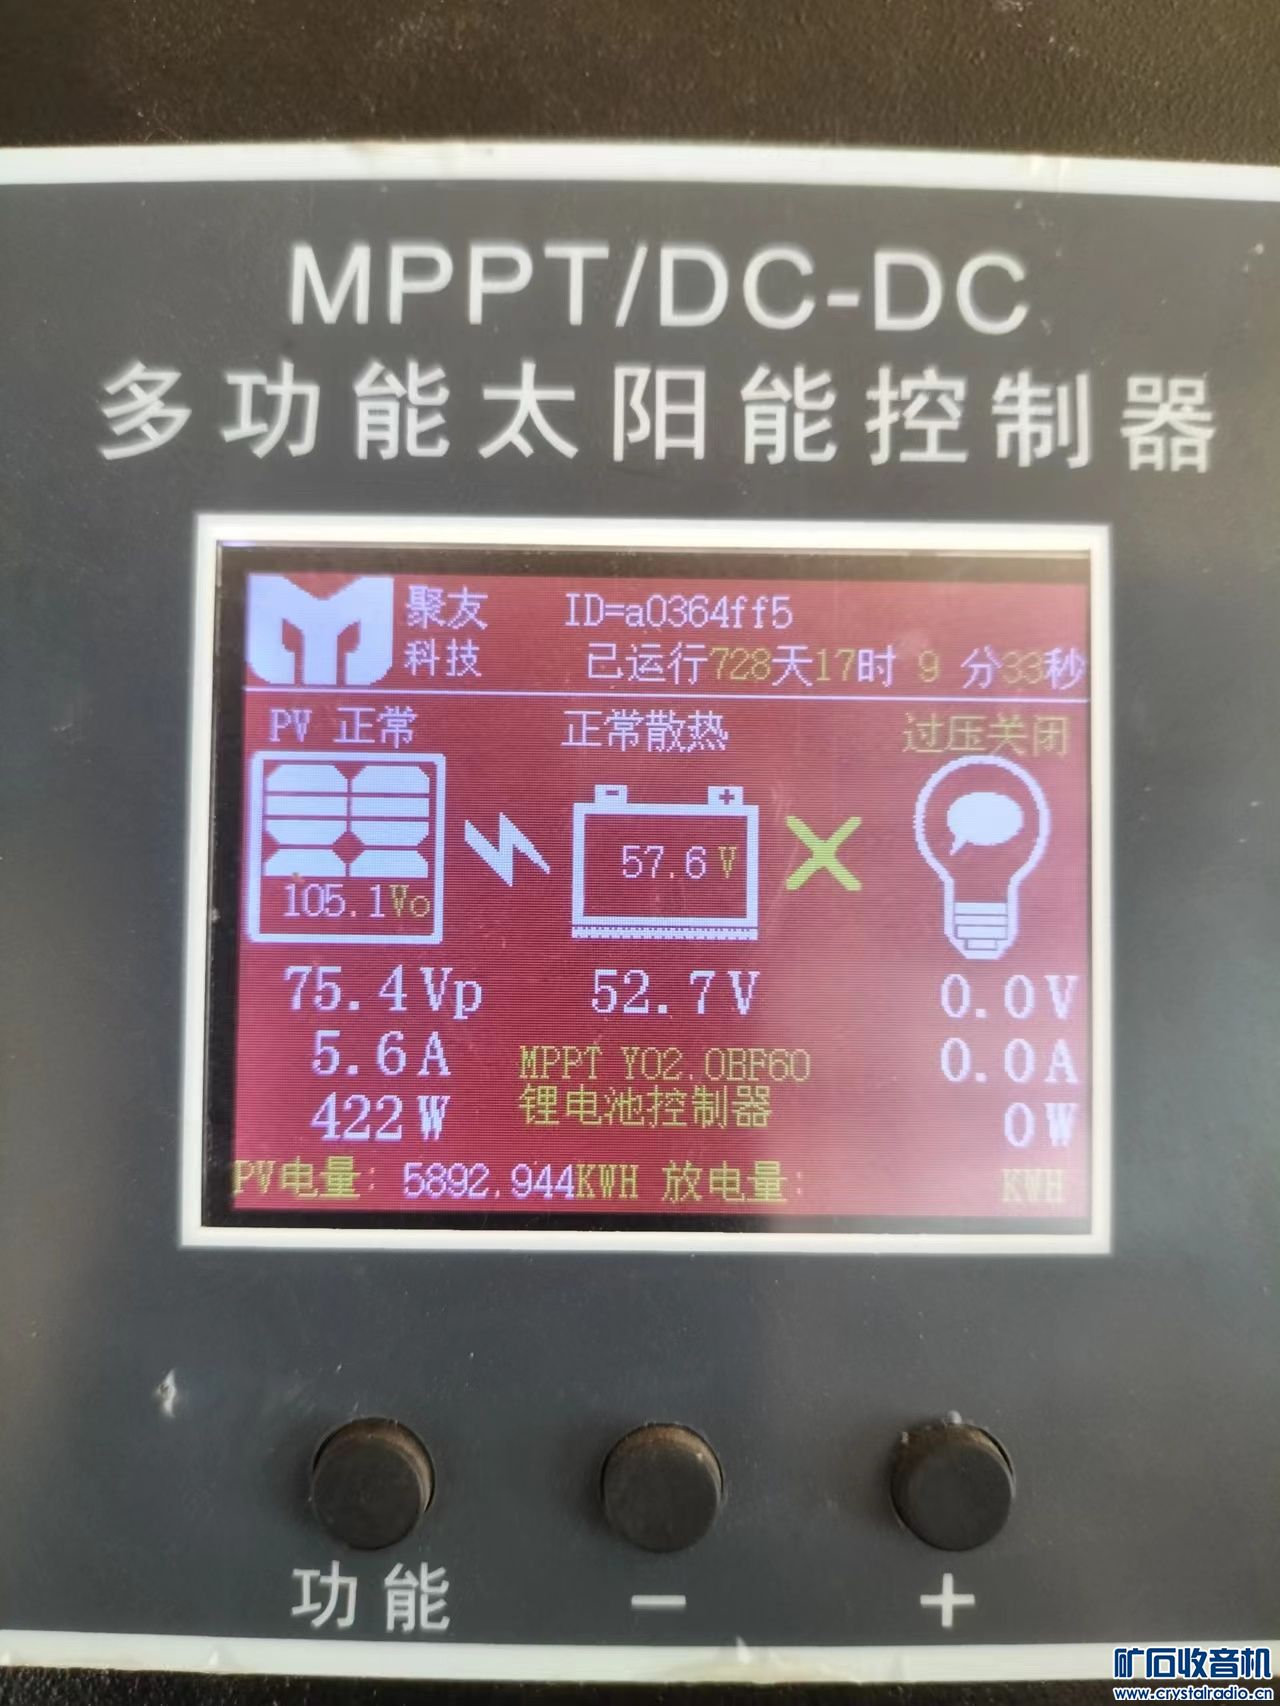 MPPT/DC-DC
多功能太阳能控制器
聚友 ID=a0364ff5
科技 已运行728天17时 9 分33秒
PV 正常 正常散热 过压关闭
- +
57.6 V
105.1Vo
75.4Vp 52.7V 0.0V
5.6A MPPT Y02.0BF60 0.0A
422W 锂电池控制器 0W
PV电量: 5892.944KWH 放电量: KWH
功能 - +
矿石收音机
www.crystalradio.cn